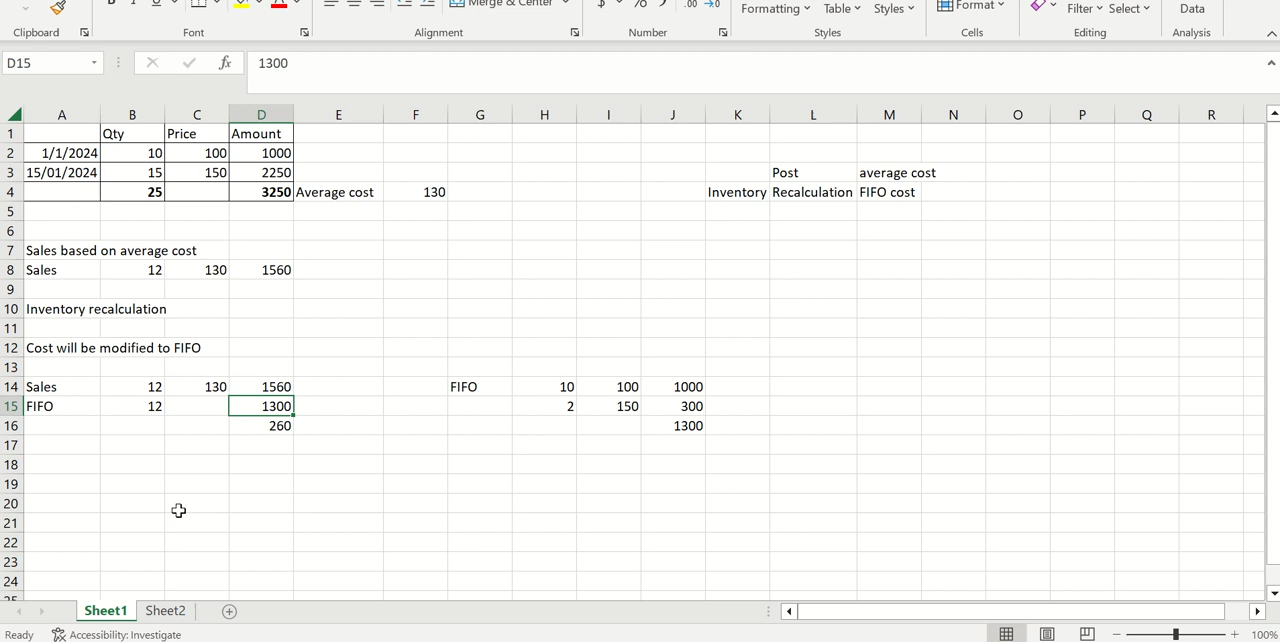 B I U Merge & Center $ % .00 →0 Formatting Table Styles Format Filter Select Data
Clipboard Font Alignment Number Styles Cells Editing Analysis
D15 fx 1300
A B C D E F G H I J K L M N O P Q R
1 Qty Price Amount
2 1/1/2024 10 100 1000
3 15/01/2024 15 150 2250 Post average cost
4 25 3250 Average cost 130 Inventory Recalculation FIFO cost
5
6
7 Sales based on average cost
8 Sales 12 130 1560
9
10 Inventory recalculation
11
12 Cost will be modified to FIFO
13
14 Sales 12 130 1560 FIFO 10 100 1000
15 FIFO 12 1300 2 150 300
16 260 1300
17
18
19
20
21
22
23
24
25
Sheet1 Sheet2
Ready Accessibility: Investigate 100%